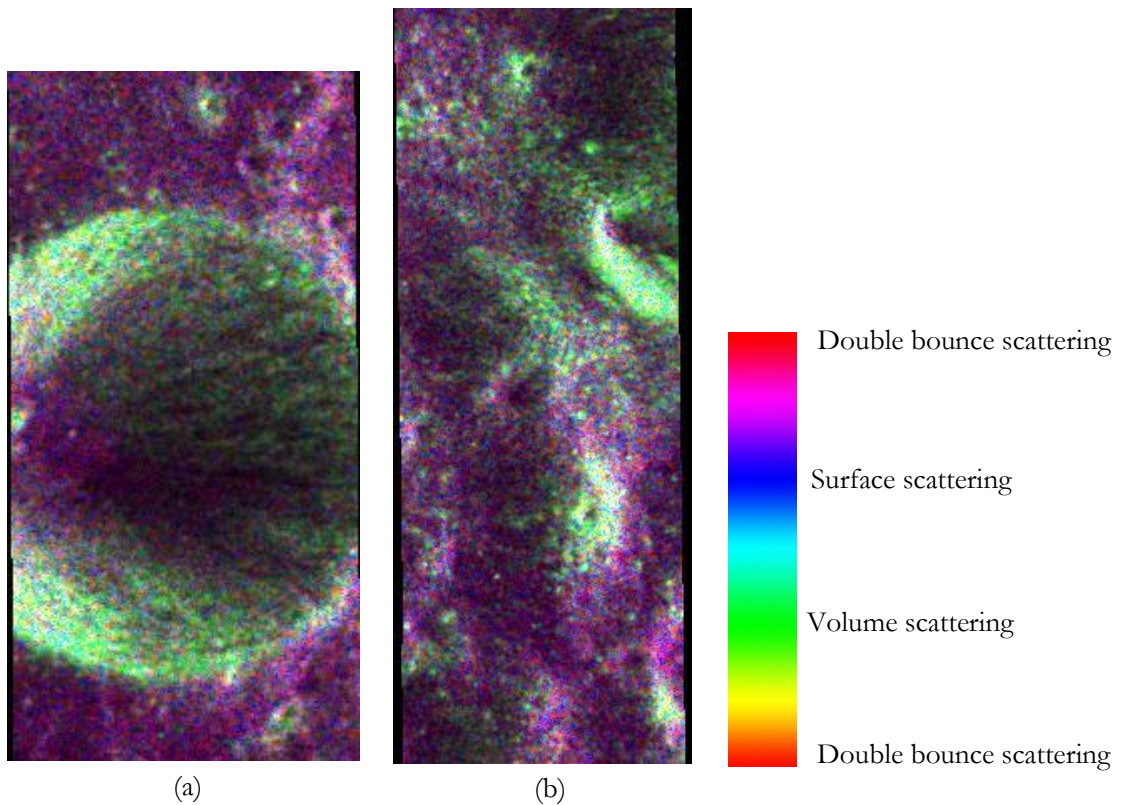 Double bounce scattering
Surface scattering
Volume scattering
Double bounce scattering
(a)
(b)